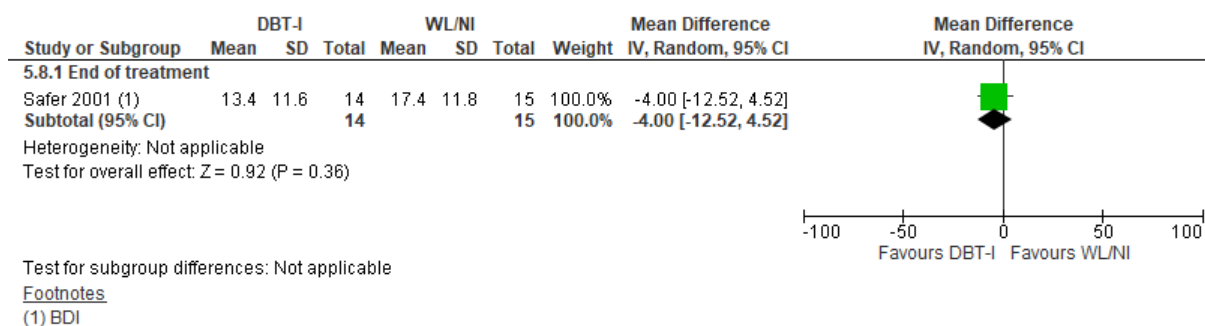 DBT-I WL/NI Mean Difference Mean Difference
Study or Subgroup Mean SD Total Mean SD Total Weight IV, Random, 95% CI IV, Random, 95% CI
5.8.1 End of treatment
Safer 2001 (1) 13.4 11.6 14 17.4 11.8 15 100.0% -4.00 [-12.52, 4.52]
Subtotal (95% CI) 14 15 100.0% -4.00 [-12.52, 4.52]
Heterogeneity: Not applicable
Test for overall effect: Z = 0.92 (P = 0.36)
-100 -50 0 50 100
Favours DBT-I Favours WL/NI
Test for subgroup differences: Not applicable
Footnotes
(1) BDI